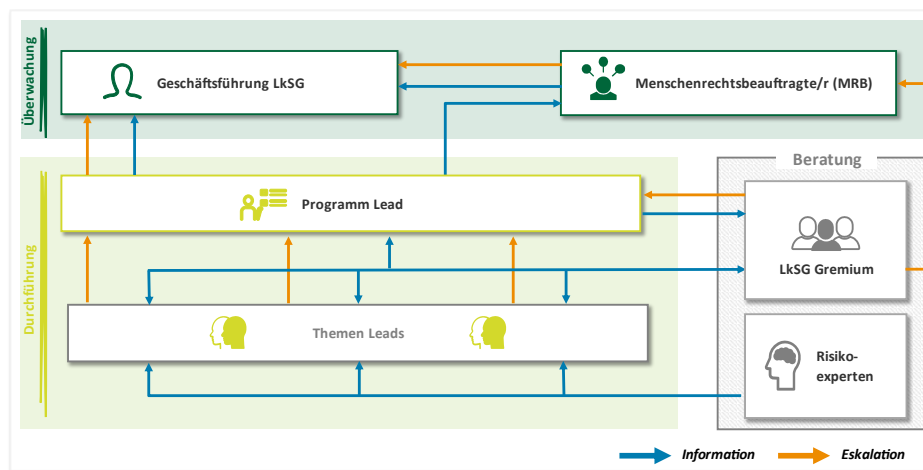 Überwachung
Geschäftsführung LkSG
Menschenrechtsbeauftragte/r (MRB)
Beratung
Durchführung
Programm Lead
LkSG Gremium
Themen Leads
Risiko-
experten
Information
Eskalation